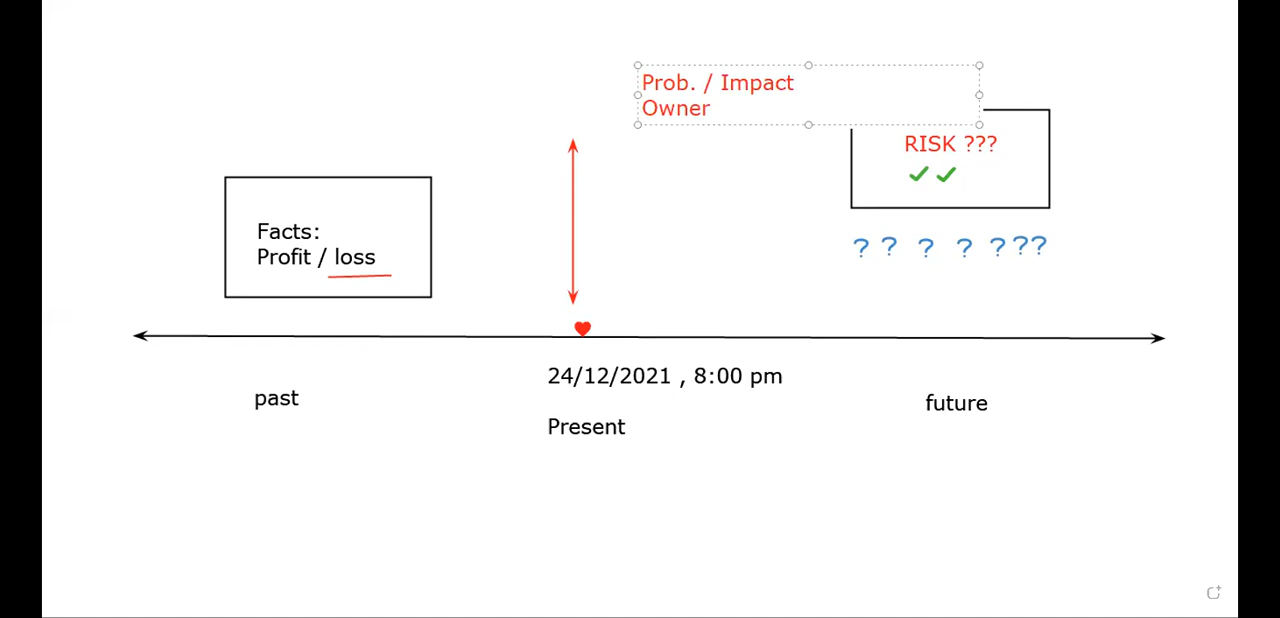 Prob. / Impact
Owner
RISK ???
Facts:
Profit / loss
? ? ? ? ???
24/12/2021 , 8:00 pm
past
future
Present